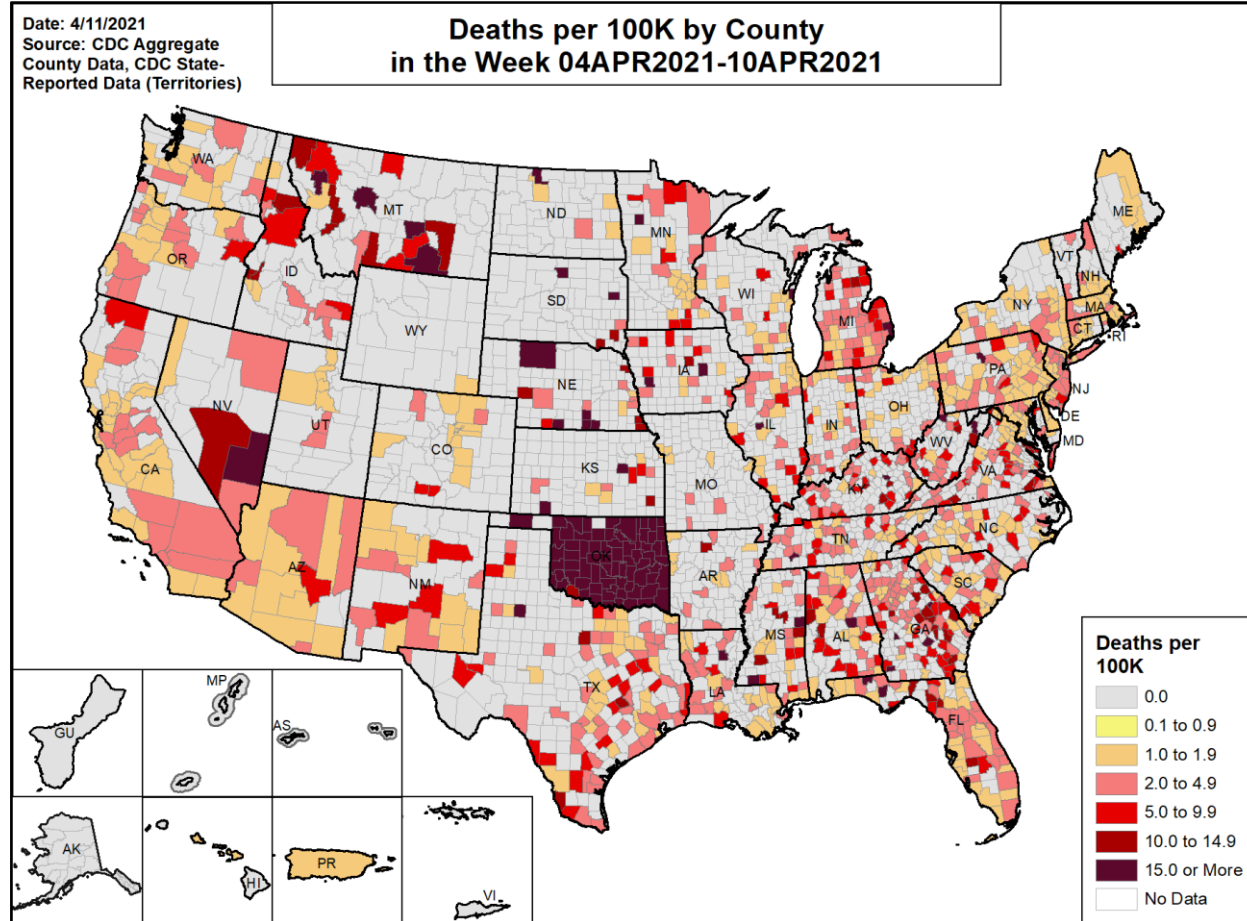 Date: 4/11/2021
Source: CDC Aggregate
County Data, CDC State-
Reported Data (Territories)
Deaths per 100K by County
in the Week 04APR2021-10APR2021
WA
MT
ND
MN
ME
OR
ID
SD
WI
MI
VT
NH
NY
MA
CT
RI
WY
NE
IA
PA
NJ
NV
UT
CO
IL
IN
OH
DE
MD
WV
VA
CA
KS
MO
KY
NC
TN
AZ
NM
OK
AR
SC
MS
AL
GA
TX
LA
FL
GU
MP
AS
AK
HI
PR
VI
Deaths per
100K
0.0
0.1 to 0.9
1.0 to 1.9
2.0 to 4.9
5.0 to 9.9
10.0 to 14.9
15.0 or More
No Data